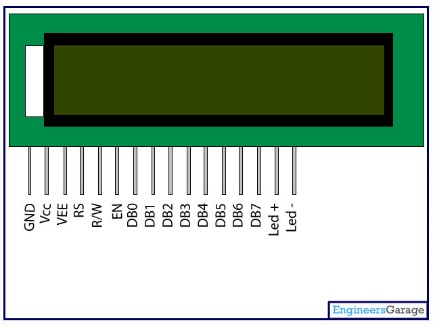 GND
Vcc
VEE
RS
R/W
EN
DB0
DB1
DB2
DB3
DB4
DB5
DB6
DB7
Led +
Led -
EngineersGarage